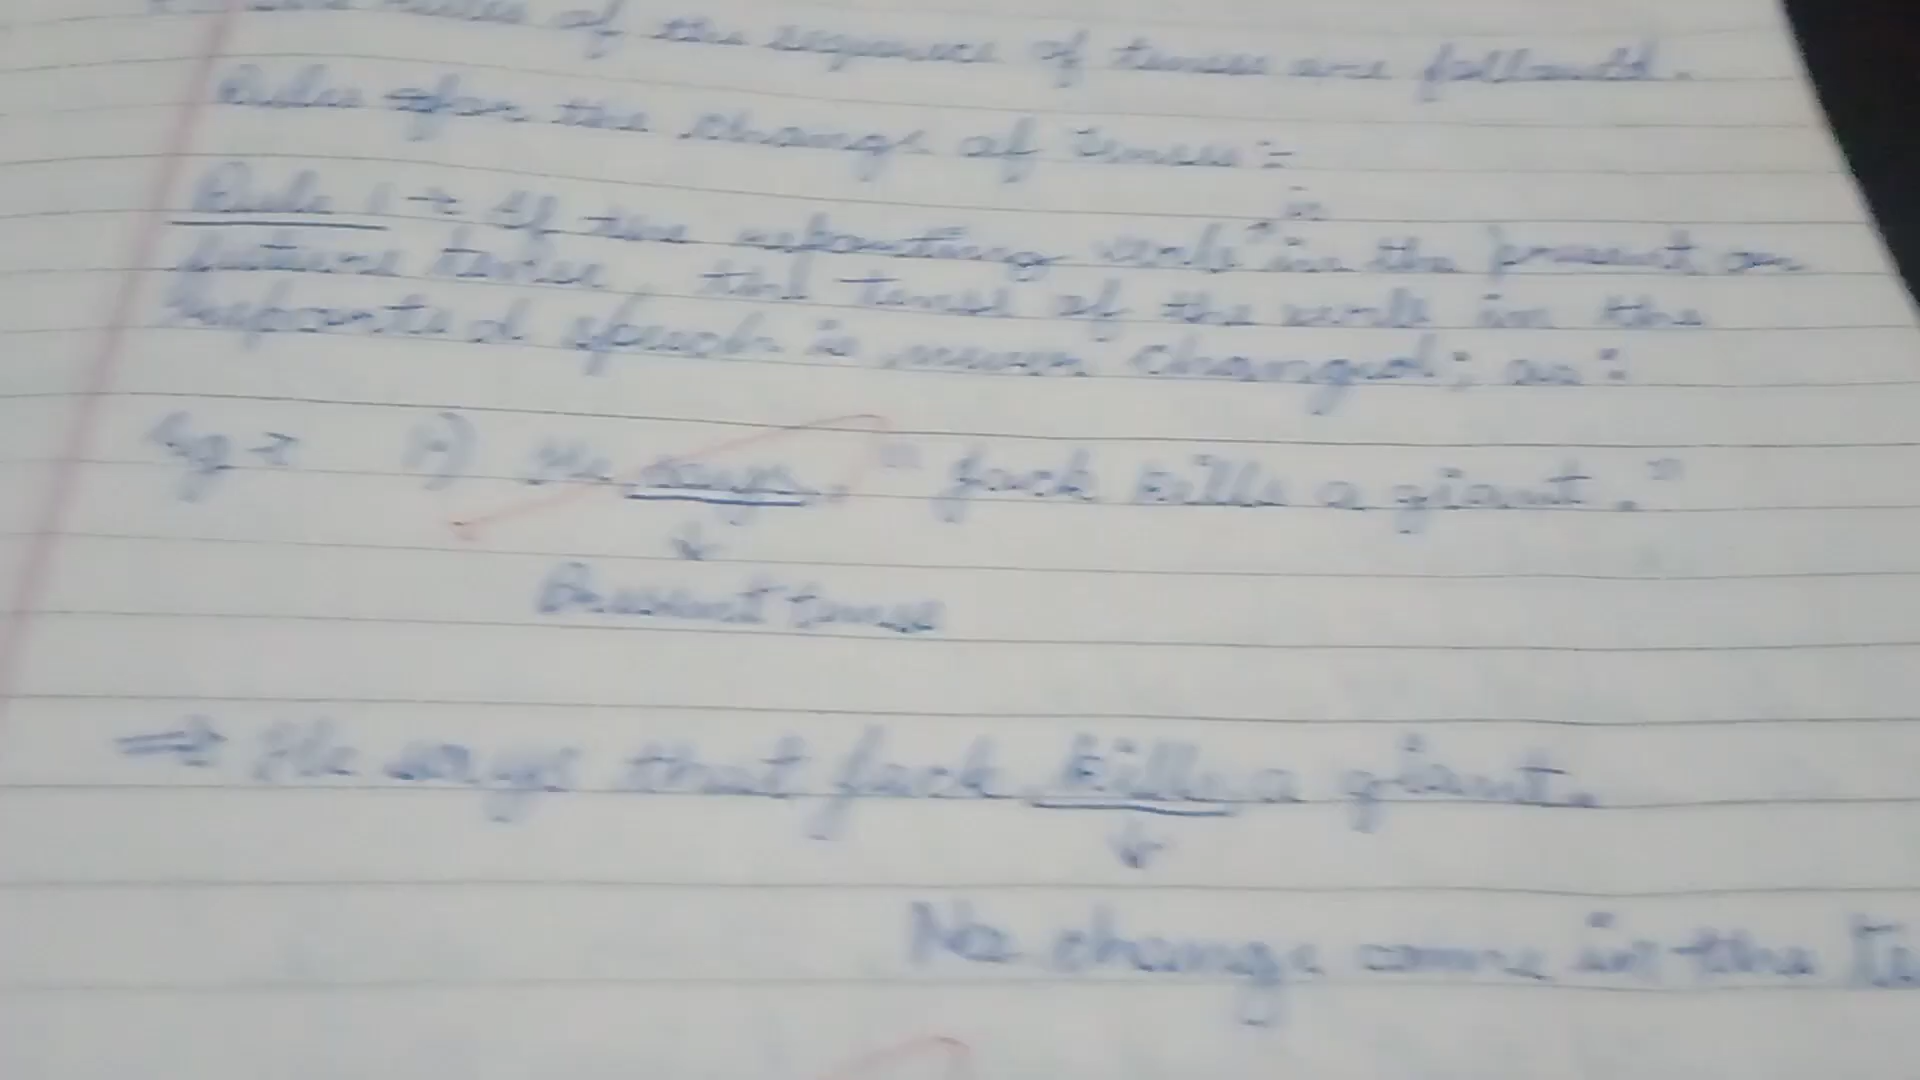 of the sequence of tenses are followed.
Rules for the change of tenses:-
in
Rule 1 → If the reporting verb ^ in the present or
future tense, the tense of the verb in the
reported speech is never changed; as:
Eg → i) He says, " Jack kills a giant."
↓
Present tense
⇒ He says that Jack kills a giant.
↓
No change come in the Te